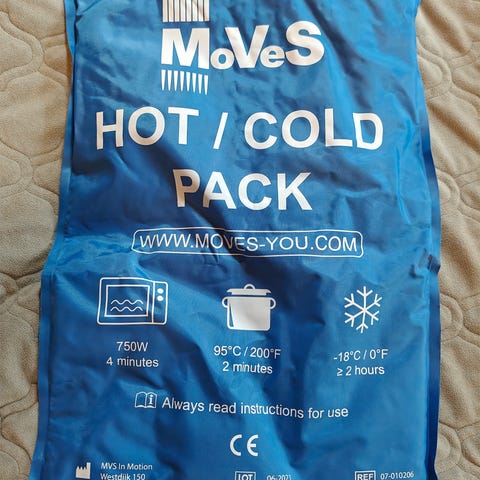 MoVeS
HOT / COLD
PACK
WWW.MOVES-YOU.COM
750W
4 minutes
95°C / 200°F
2 minutes
-18°C / 0°F
≥ 2 hours
Always read instructions for use
CE
MVS In Motion
Westdijk 150
LOT
REF 07-010206